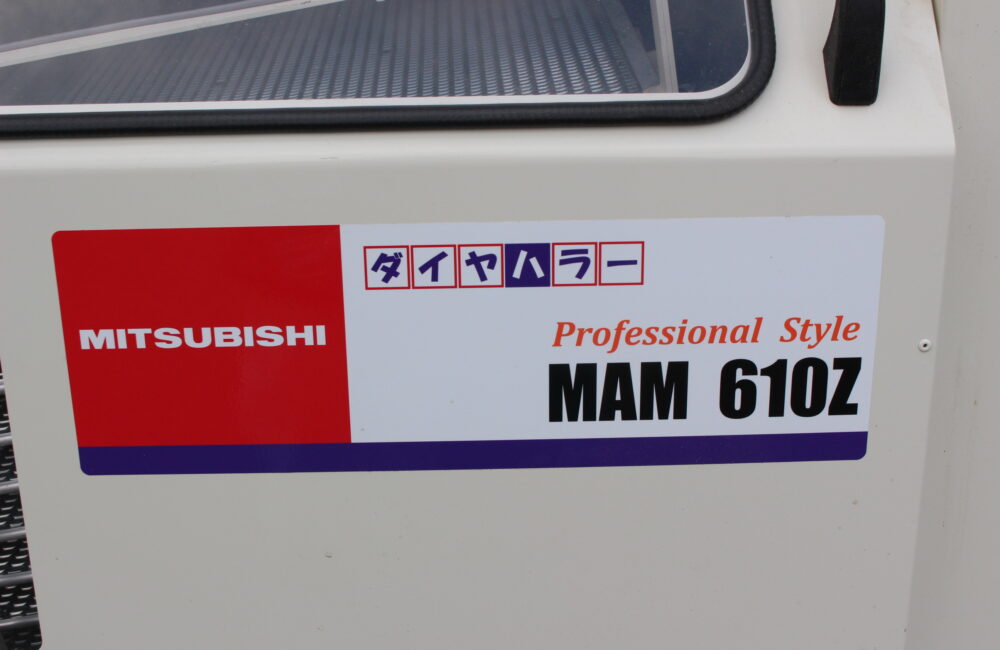 MITSUBISHI
ダイヤハラー
Professional Style
MAM 610Z